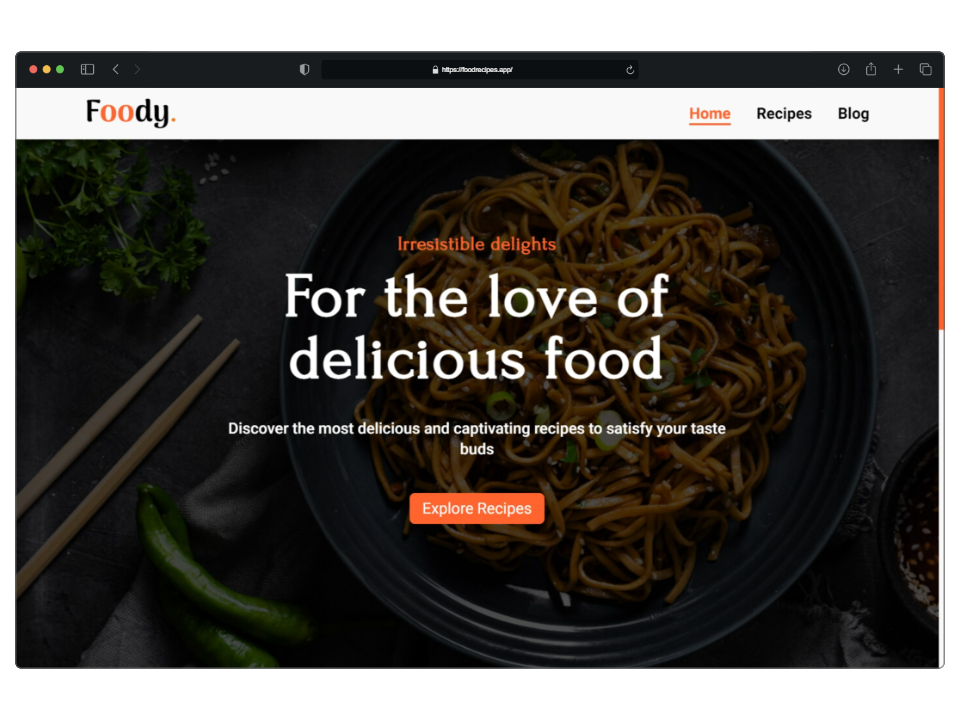 https://foodrecipes.app/
Foody.
Home Recipes Blog
Irresistible delights
For the love of
delicious food
Discover the most delicious and captivating recipes to satisfy your taste
buds
Explore Recipes